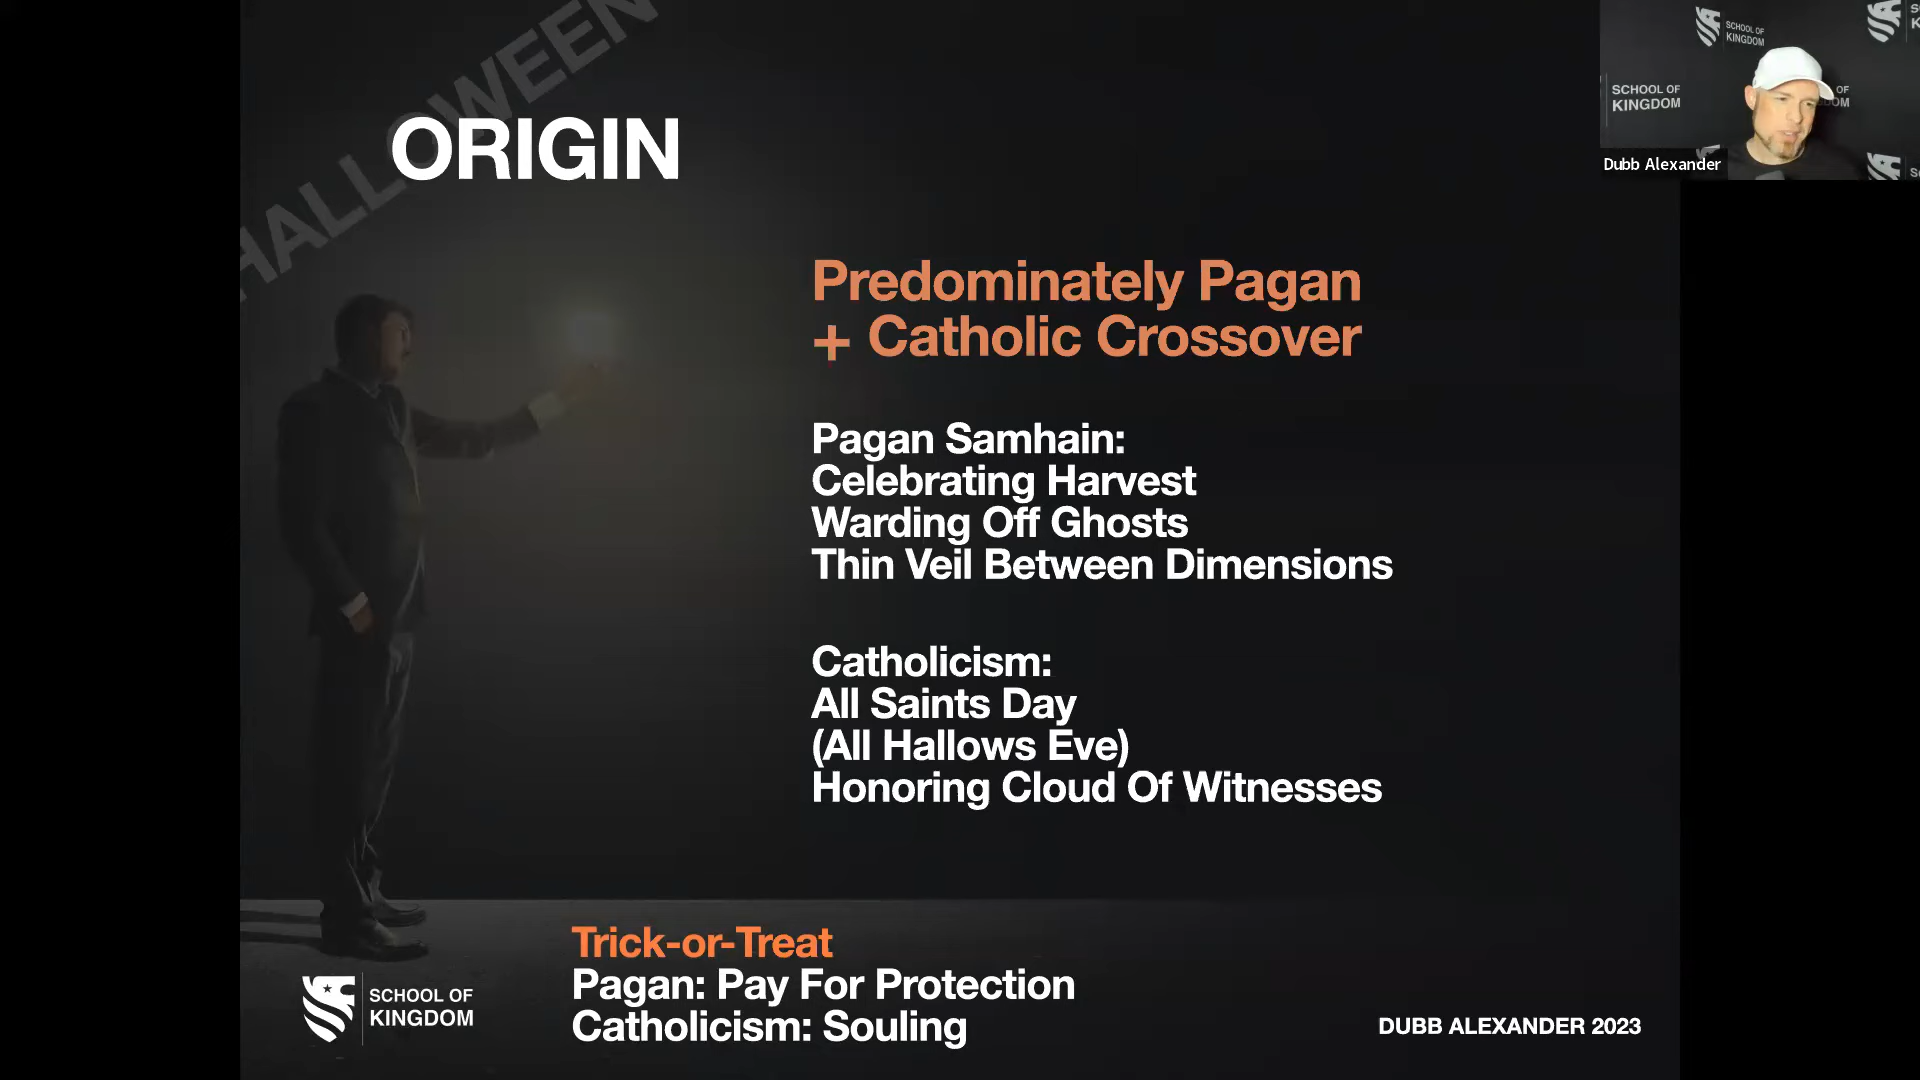 HALLOWEEN
ORIGIN
Predominately Pagan
+ Catholic Crossover
Pagan Samhain:
Celebrating Harvest
Warding Off Ghosts
Thin Veil Between Dimensions
Catholicism:
All Saints Day
(All Hallows Eve)
Honoring Cloud Of Witnesses
Trick-or-Treat
Pagan: Pay For Protection
Catholicism: Souling
SCHOOL OF
KINGDOM
DUBB ALEXANDER 2023
SCHOOL OF
KINGDOM
SCHOOL OF
KINGDOM
Dubb Alexander